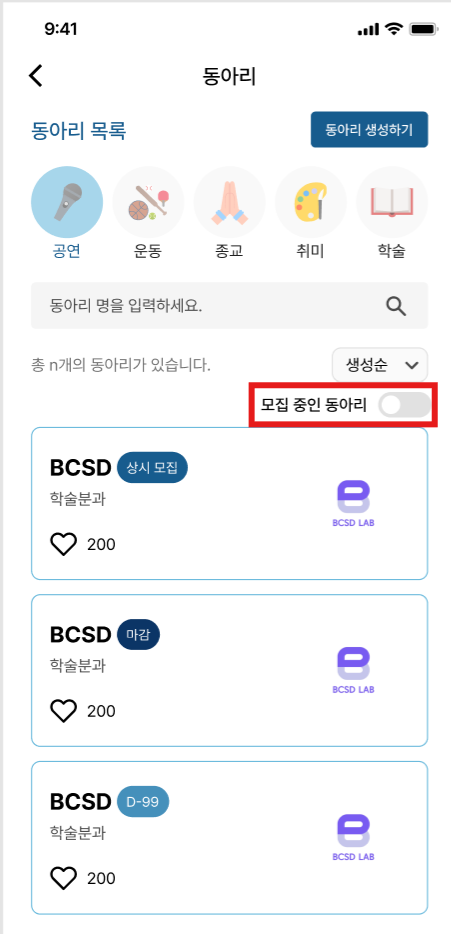 9:41
동아리
동아리 목록
동아리 생성하기
공연 운동 종교 취미 학술
동아리 명을 입력하세요.
총 n개의 동아리가 있습니다.
생성순
모집 중인 동아리
BCSD 상시 모집
학술분과
200
BCSD LAB
BCSD 마감
학술분과
200
BCSD LAB
BCSD D-99
학술분과
200
BCSD LAB